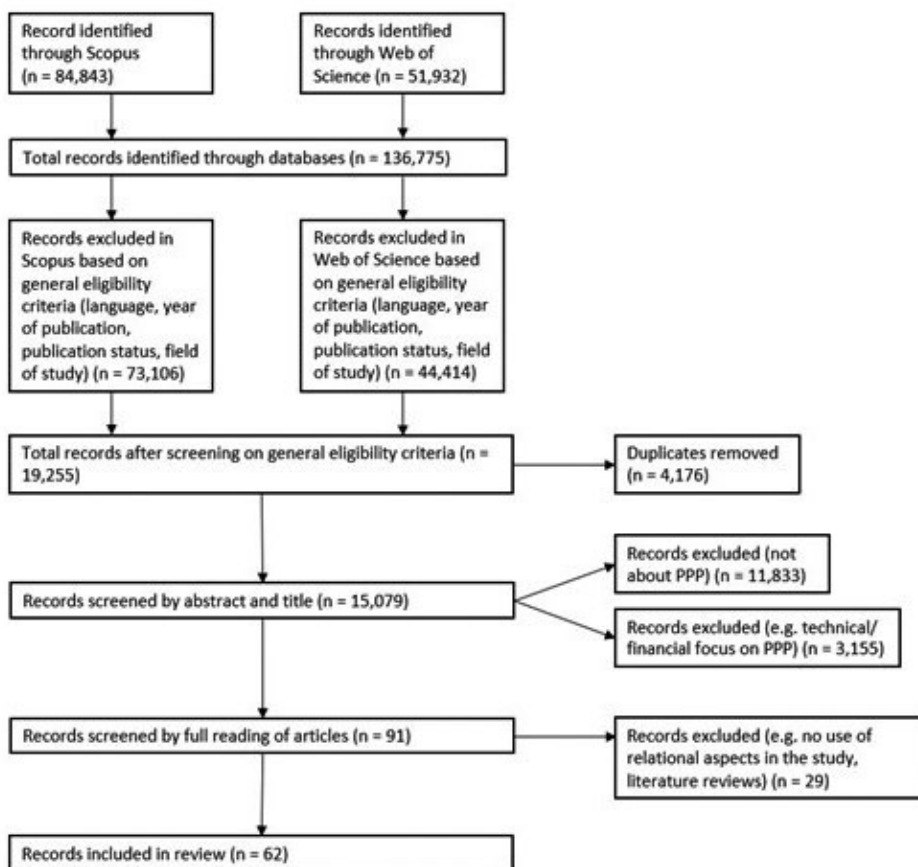 Record identified
through Scopus
(n = 84,843)
Records identified
through Web of
Science (n = 51,932)
Total records identified through databases (n = 136,775)
Records excluded in
Scopus based on
general eligibility
criteria (language, year
of publication,
publication status, field
of study) (n = 73,106)
Records excluded in
Web of Science based
on general eligibility
criteria (language, year
of publication,
publication status, field
of study) (n = 44,414)
Total records after screening on general eligibility criteria (n =
19,255)
Duplicates removed
(n = 4,176)
Records excluded (not
about PPP) (n = 11,833)
Records screened by abstract and title (n = 15,079)
Records excluded (e.g. technical/
financial focus on PPP) (n = 3,155)
Records screened by full reading of articles (n = 91)
Records excluded (e.g. no use of
relational aspects in the study,
literature reviews) (n = 29)
Records included in review (n = 62)